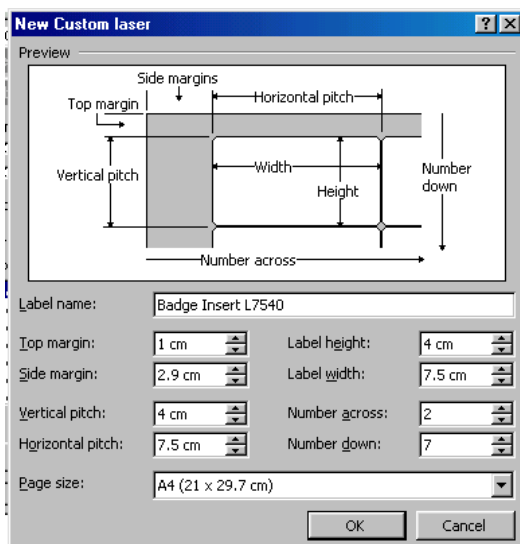 New Custom laser
Preview
Side margins
Top margin
Horizontal pitch
Vertical pitch
Width
Height
Number down
Number across
Label name: Badge Insert L7540
Top margin: 1 cm Label height: 4 cm
Side margin: 2.9 cm Label width: 7.5 cm
Vertical pitch: 4 cm Number across: 2
Horizontal pitch: 7.5 cm Number down: 7
Page size: A4 (21 x 29.7 cm)
OK Cancel